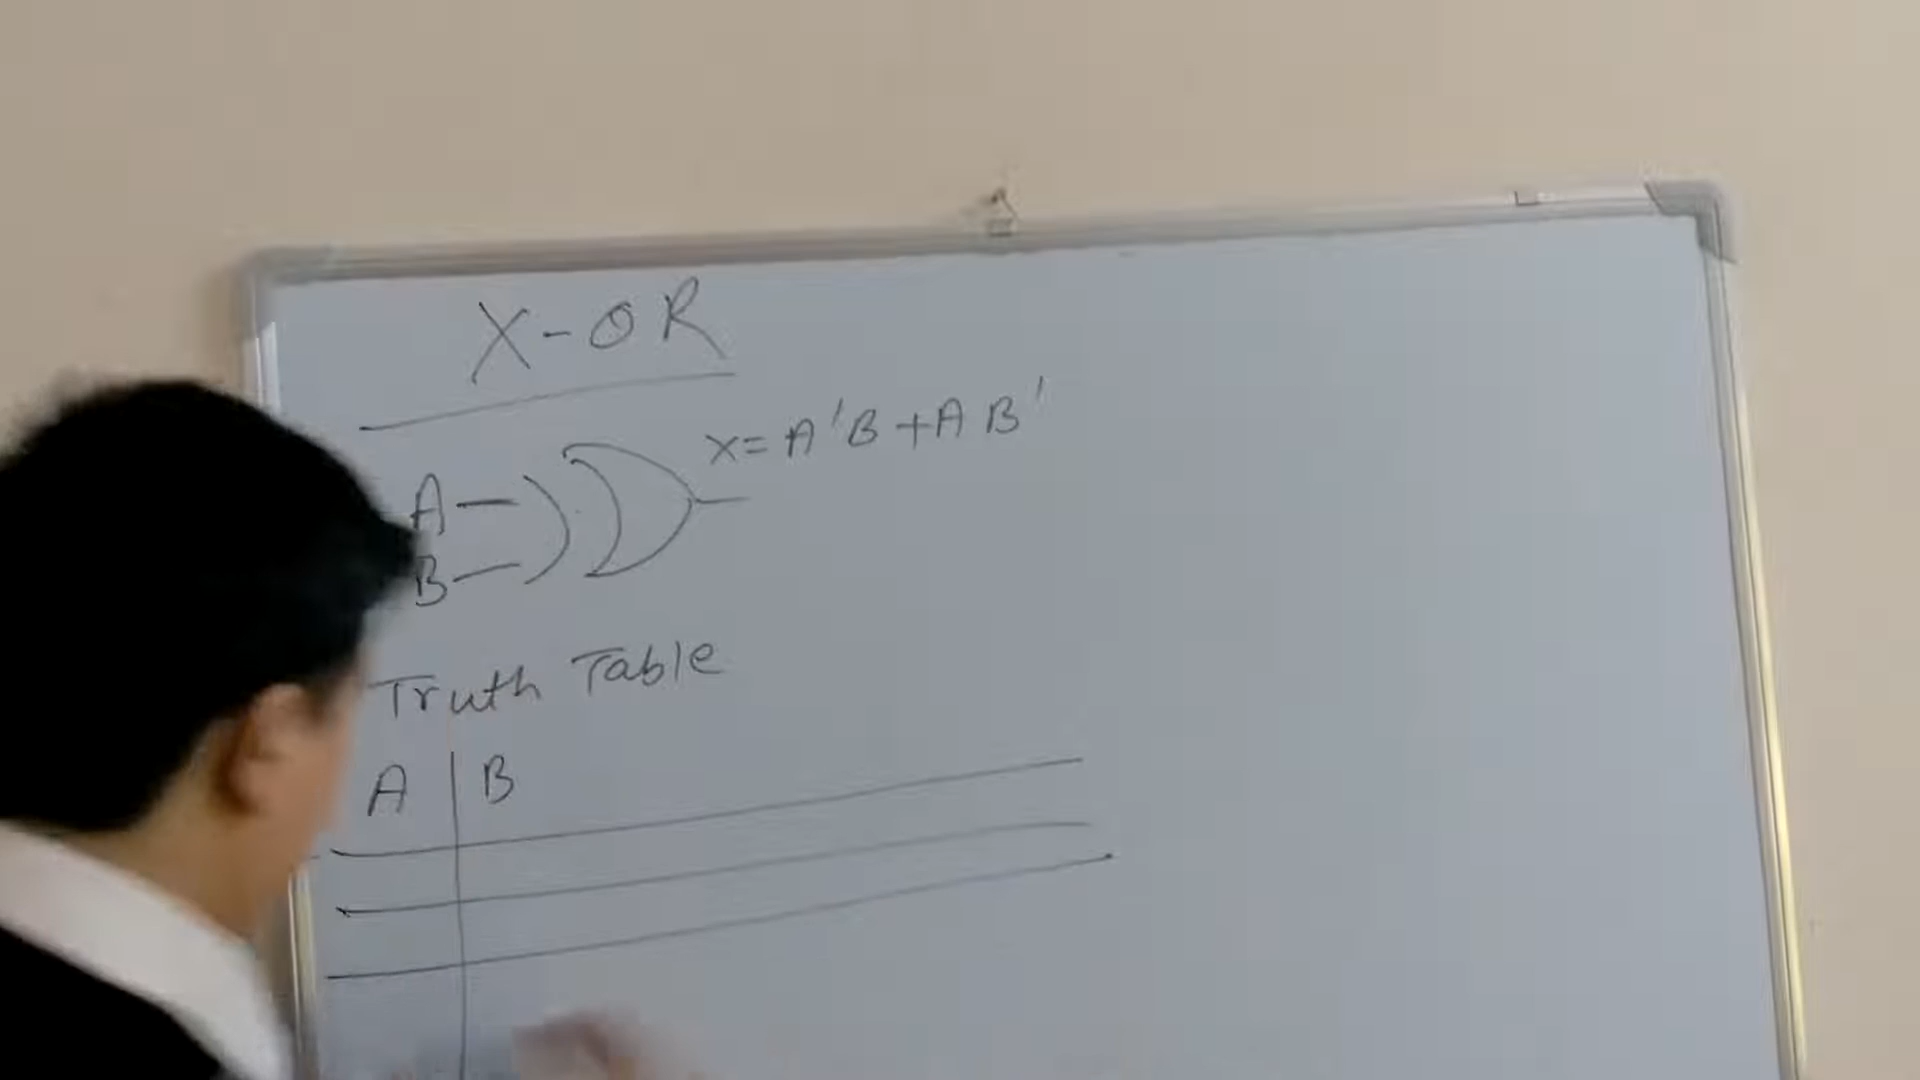 X-OR
X = A'B + AB'
A
B
Truth Table
A B